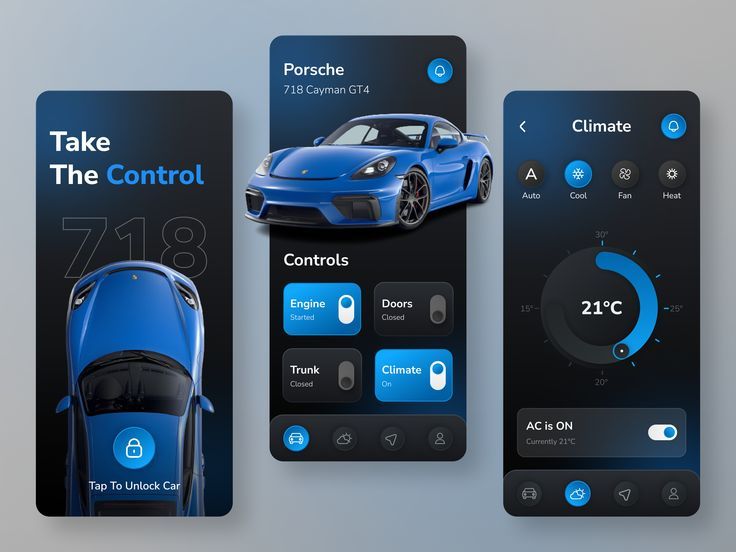 Take
The Control
718
Tap To Unlock Car
Porsche
718 Cayman GT4
Controls
Engine
Started
Doors
Closed
Trunk
Closed
Climate
On
Climate
A
Auto
Cool
Fan
Heat
30°
15°
21°C
25°
20°
AC is ON
Currently 21°C